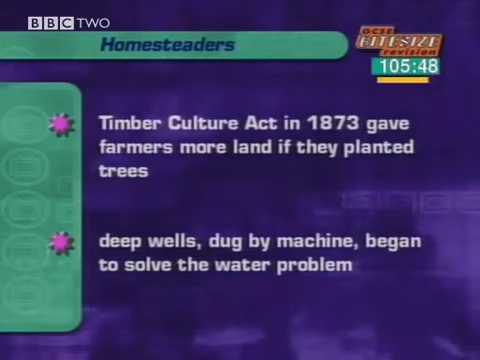 BBC TWO
Homesteaders
GCSE
BITESIZE
revision
105:48
Timber Culture Act in 1873 gave
farmers more land if they planted
trees
deep wells, dug by machine, began
to solve the water problem